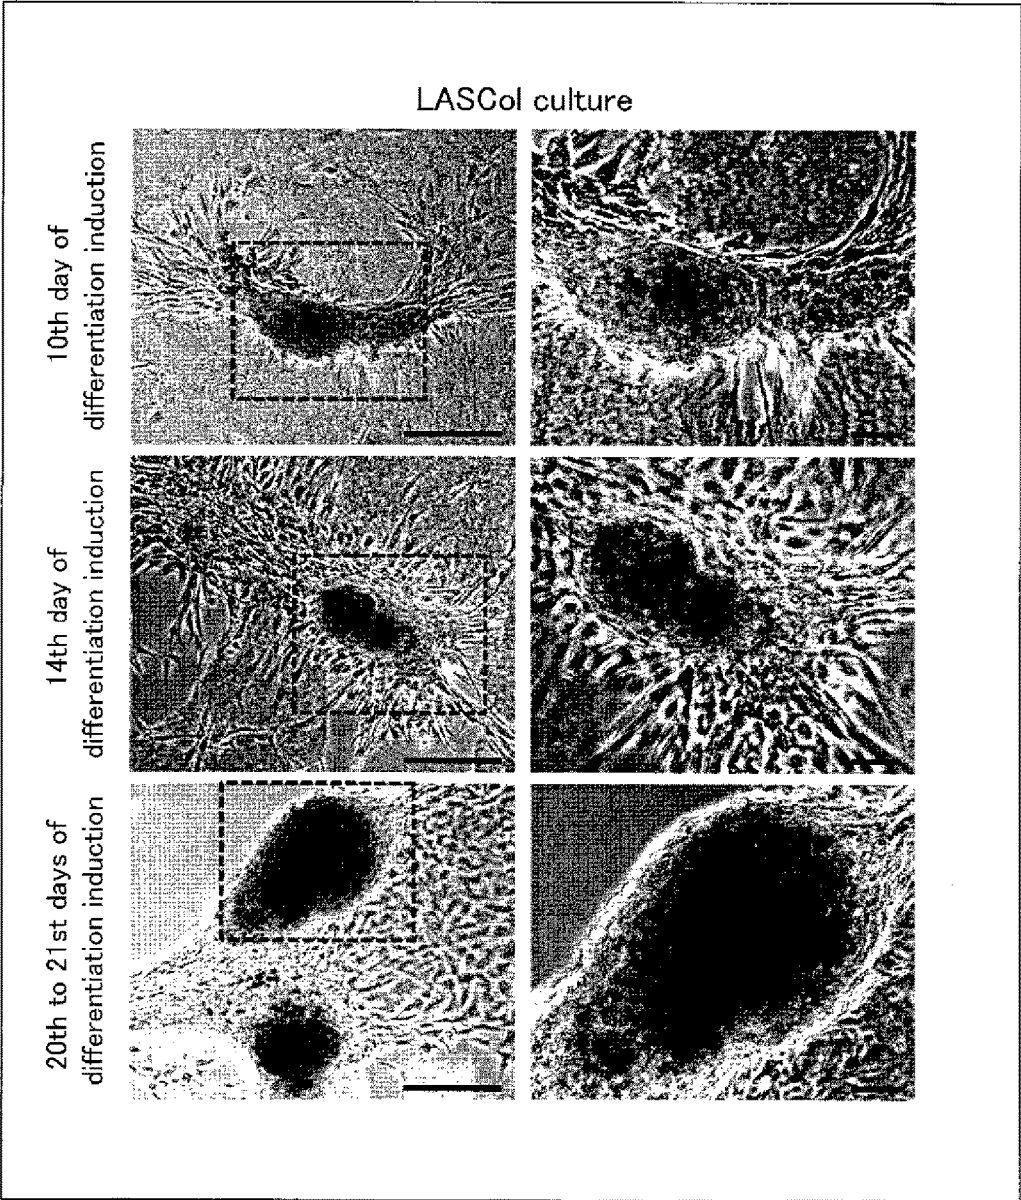 LASCol culture
10th day of
differentiation induction
14th day of
differentiation induction
20th to 21st days of
differentiation induction